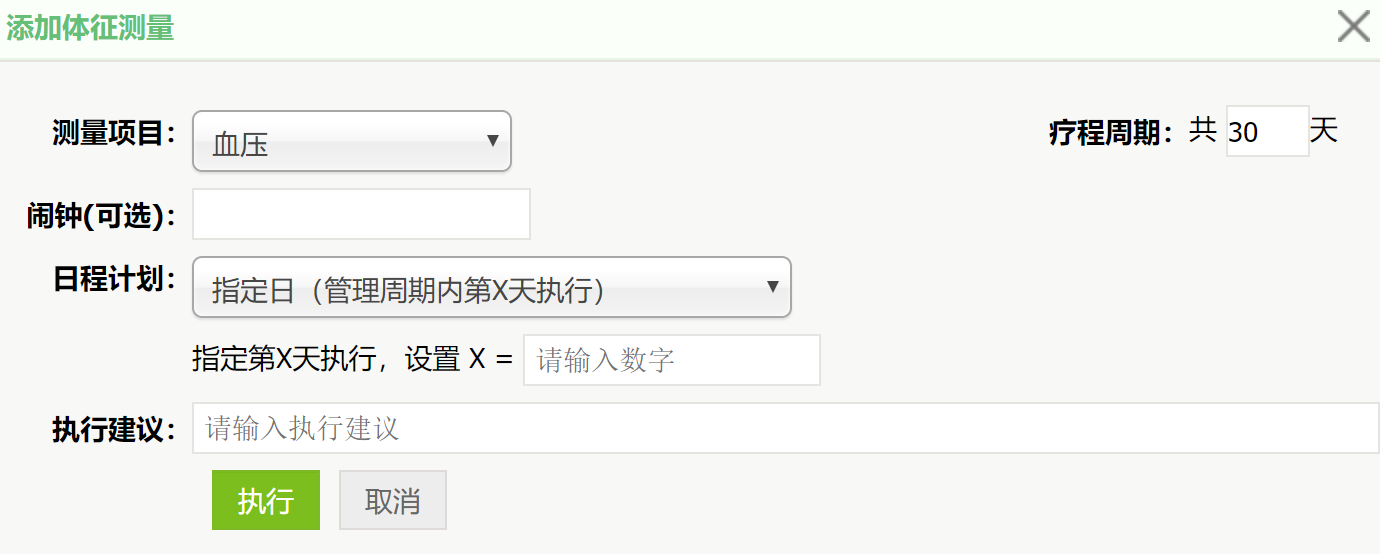 添加体征测量
测量项目： 血压 疗程周期：共 30 天
闹钟(可选)：
日程计划： 指定日（管理周期内第X天执行）
指定第X天执行，设置 X = 请输入数字
执行建议： 请输入执行建议
执行 取消